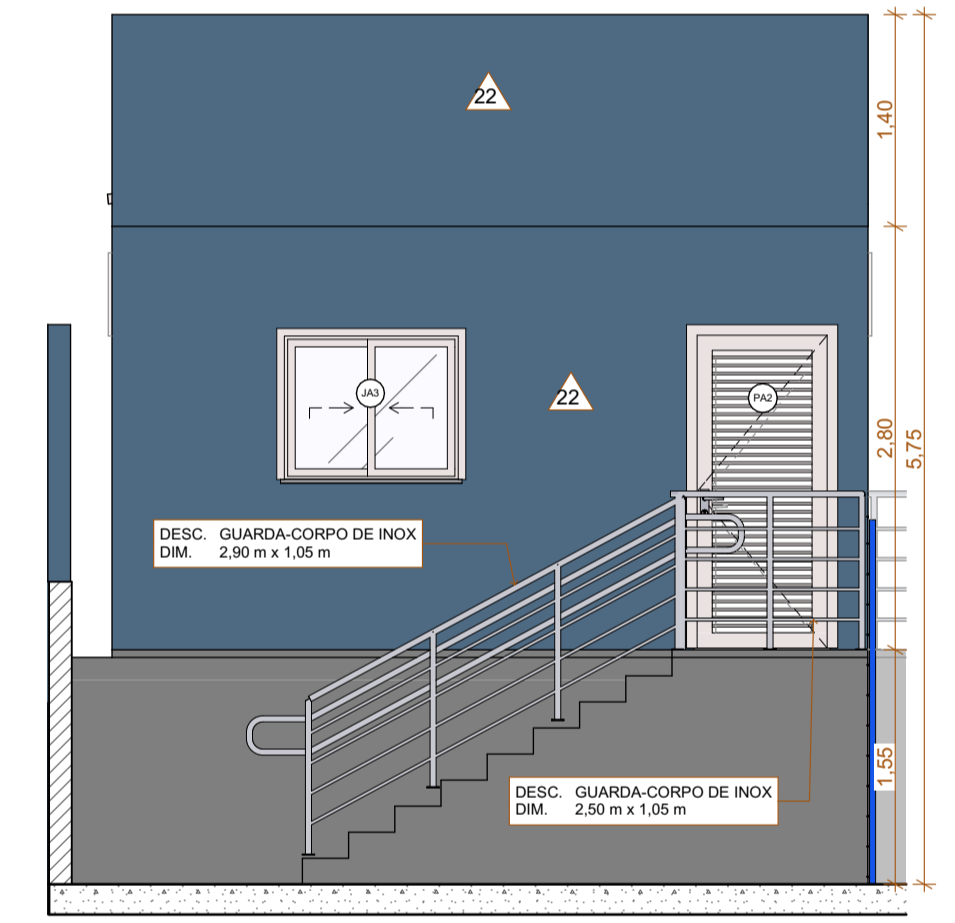 22
1,40
JA3
22
PA2
2,80
5,75
DESC. GUARDA-CORPO DE INOX
DIM. 2,90 m x 1,05 m
1,55
DESC. GUARDA-CORPO DE INOX
DIM. 2,50 m x 1,05 m